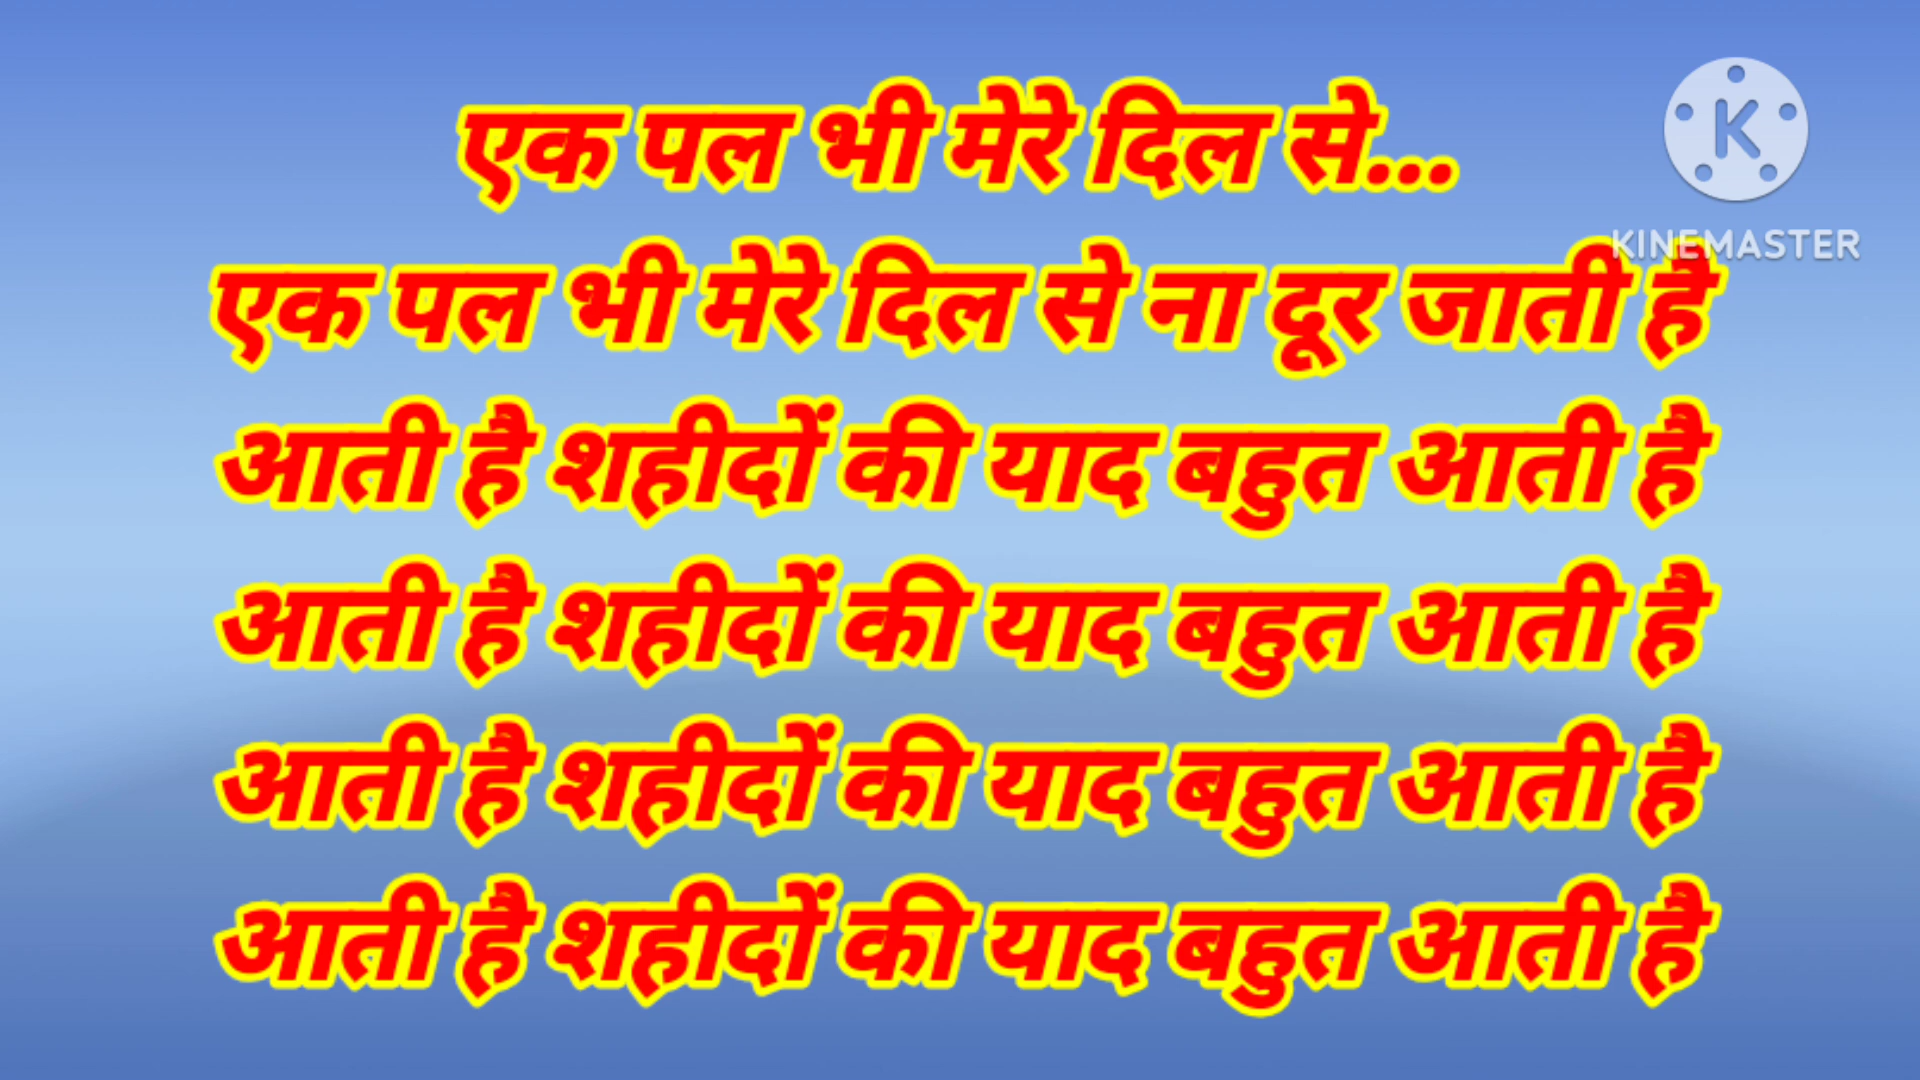 एक पल भी मेरे दिल से...
एक पल भी मेरे दिल से ना दूर जाती है
आती है शहीदों की याद बहुत आती है
आती है शहीदों की याद बहुत आती है
आती है शहीदों की याद बहुत आती है
आती है शहीदों की याद बहुत आती है
K
KINEMASTER